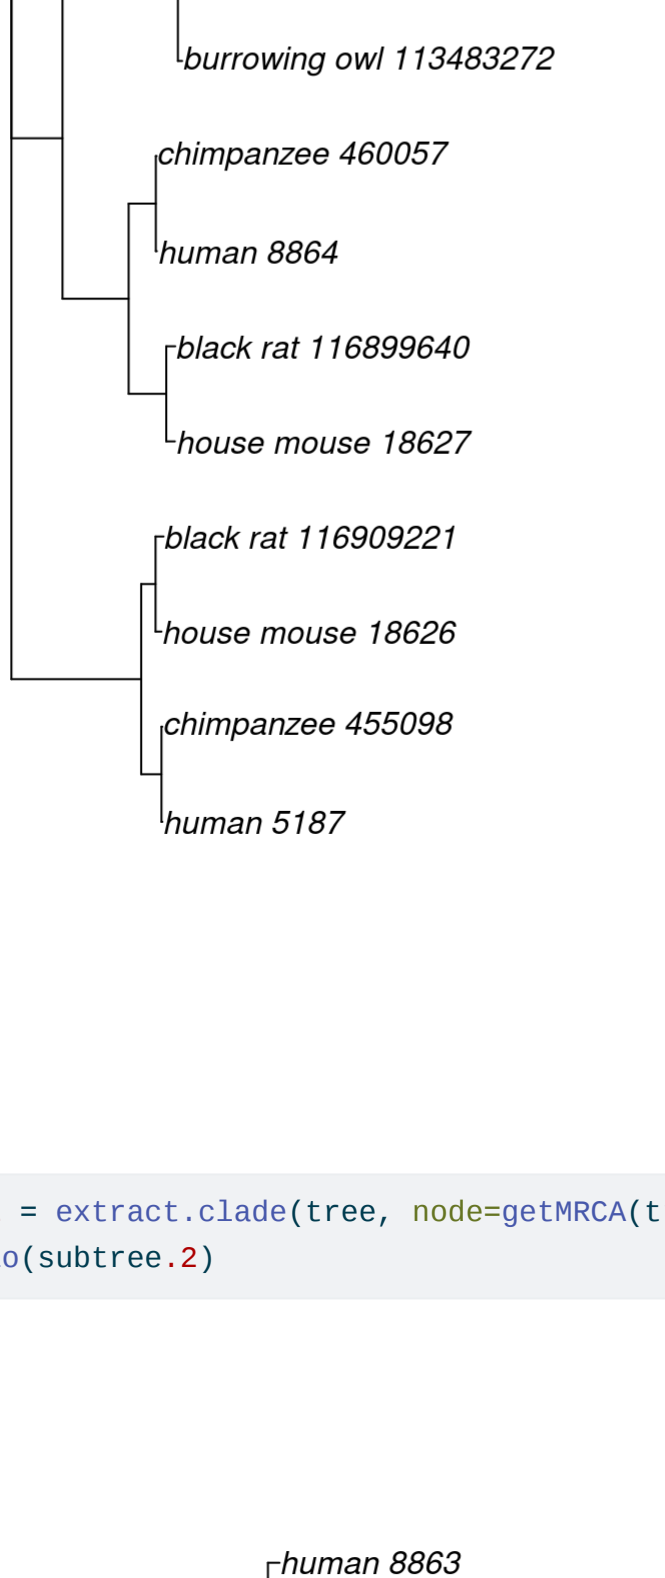 burrowing owl 113483272
chimpanzee 460057
human 8864
black rat 116899640
house mouse 18627
black rat 116909221
house mouse 18626
chimpanzee 455098
human 5187
= extract.clade(tree, node=getMRCA(t
o(subtree.2)
human 8863